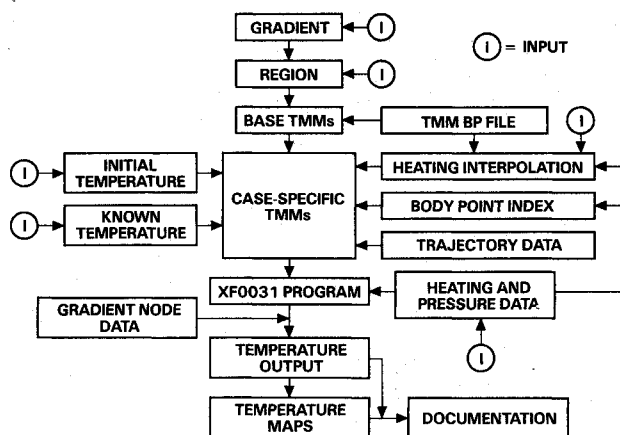 GRADIENT
I
I = INPUT
REGION
I
BASE TMMs
TMM BP FILE
I
I
INITIAL
TEMPERATURE
CASE-SPECIFIC
TMMs
HEATING INTERPOLATION
I
KNOWN
TEMPERATURE
BODY POINT INDEX
TRAJECTORY DATA
XF0031 PROGRAM
HEATING AND
PRESSURE DATA
GRADIENT NODE
DATA
I
TEMPERATURE
OUTPUT
TEMPERATURE
MAPS
DOCUMENTATION